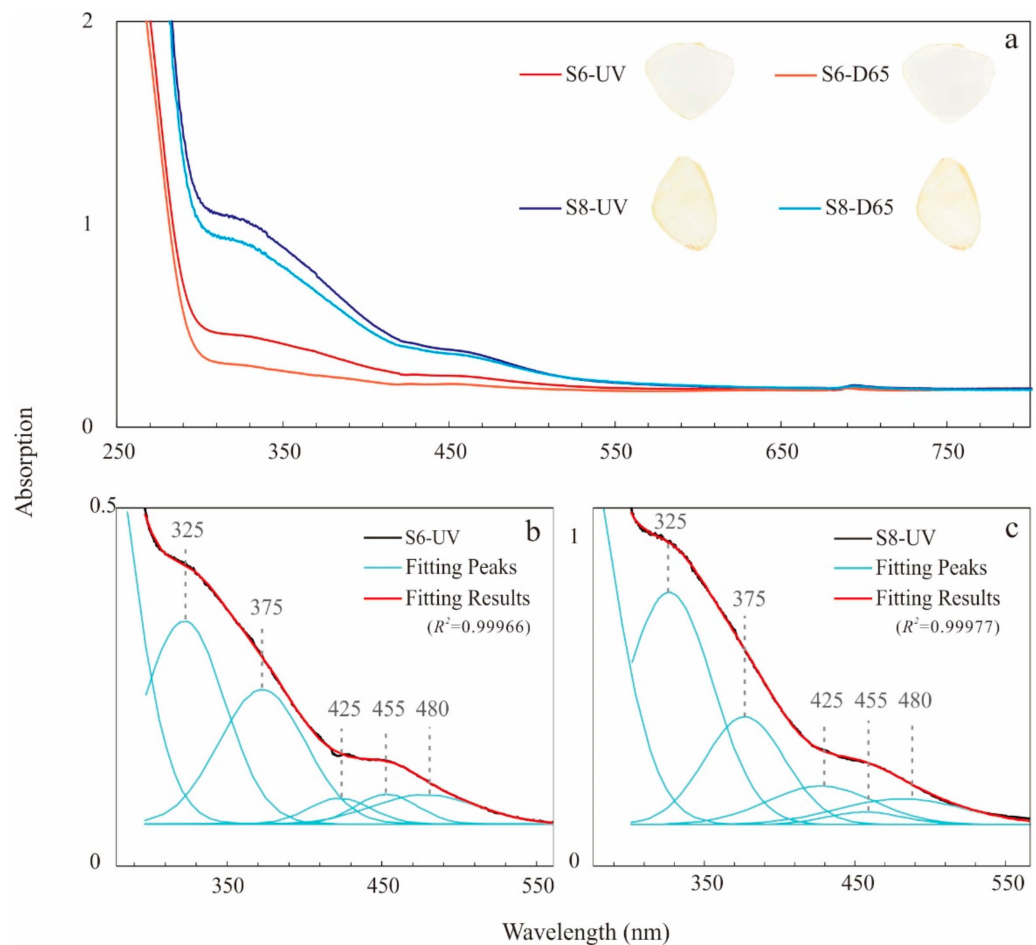 2
a
S6-UV
S6-D65
S8-UV
S8-D65
1
0
250
350
450
550
650
750
Absorption
0.5
b
325
375
425
455
480
S6-UV
Fitting Peaks
Fitting Results
(R²=0.99966)
0
350
450
550
1
c
325
375
425
455
480
S8-UV
Fitting Peaks
Fitting Results
(R²=0.99977)
0
350
450
550
Wavelength (nm)